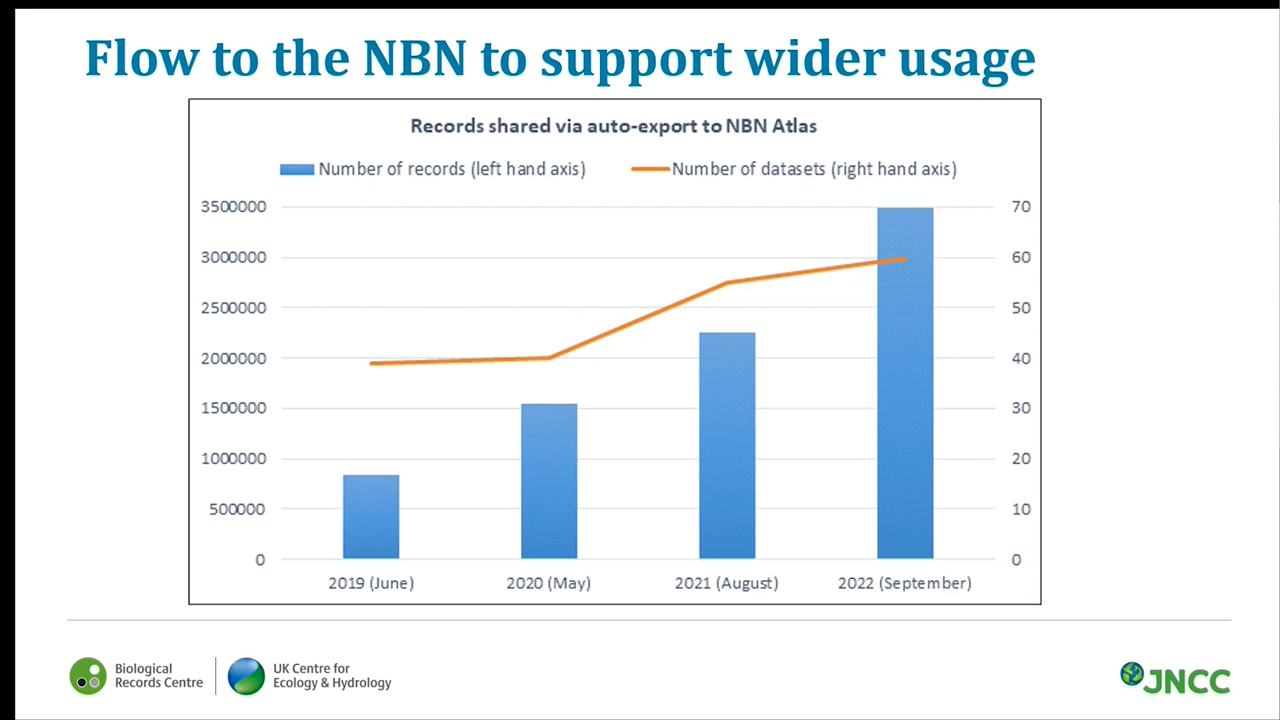 Flow to the NBN to support wider usage
Records shared via auto-export to NBN Atlas
Number of records (left hand axis) Number of datasets (right hand axis)
3500000 70
3000000 60
2500000 50
2000000 40
1500000 30
1000000 20
500000 10
0 0
2019 (June) 2020 (May) 2021 (August) 2022 (September)
Biological
Records Centre
UK Centre for
Ecology & Hydrology
JNCC